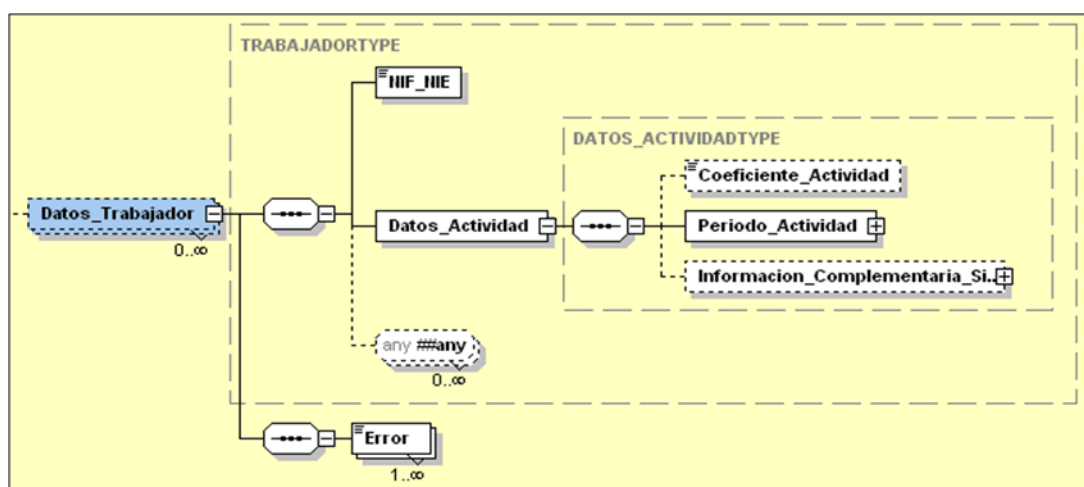 TRABAJADORTYPE
NIF_NIE
DATOS_ACTIVIDADTYPE
Coeficiente_Actividad
Datos_Trabajador
0..∞
Datos_Actividad
Periodo_Actividad
Informacion_Complementaria_Si..
any ##any
0..∞
Error
1..∞